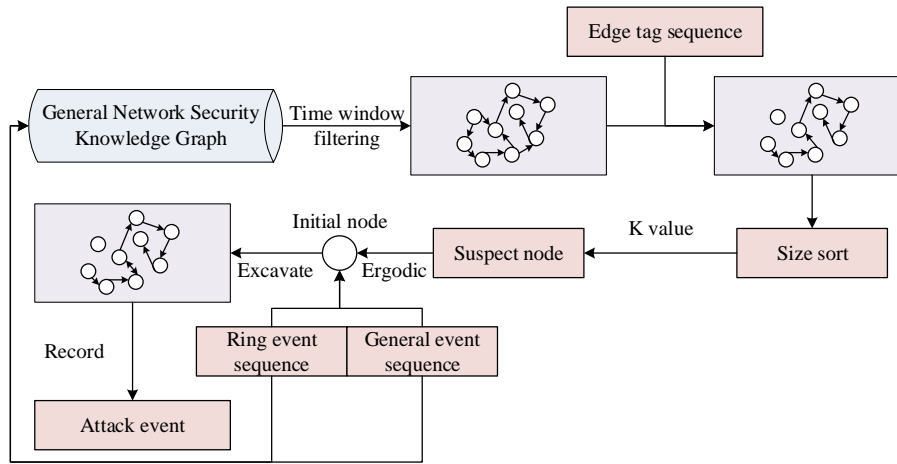 Edge tag sequence
General Network Security
Knowledge Graph
Time window
filtering
Initial node
K value
Suspect node
Size sort
Excavate
Ergodic
Record
Ring event
sequence
General event
sequence
Attack event